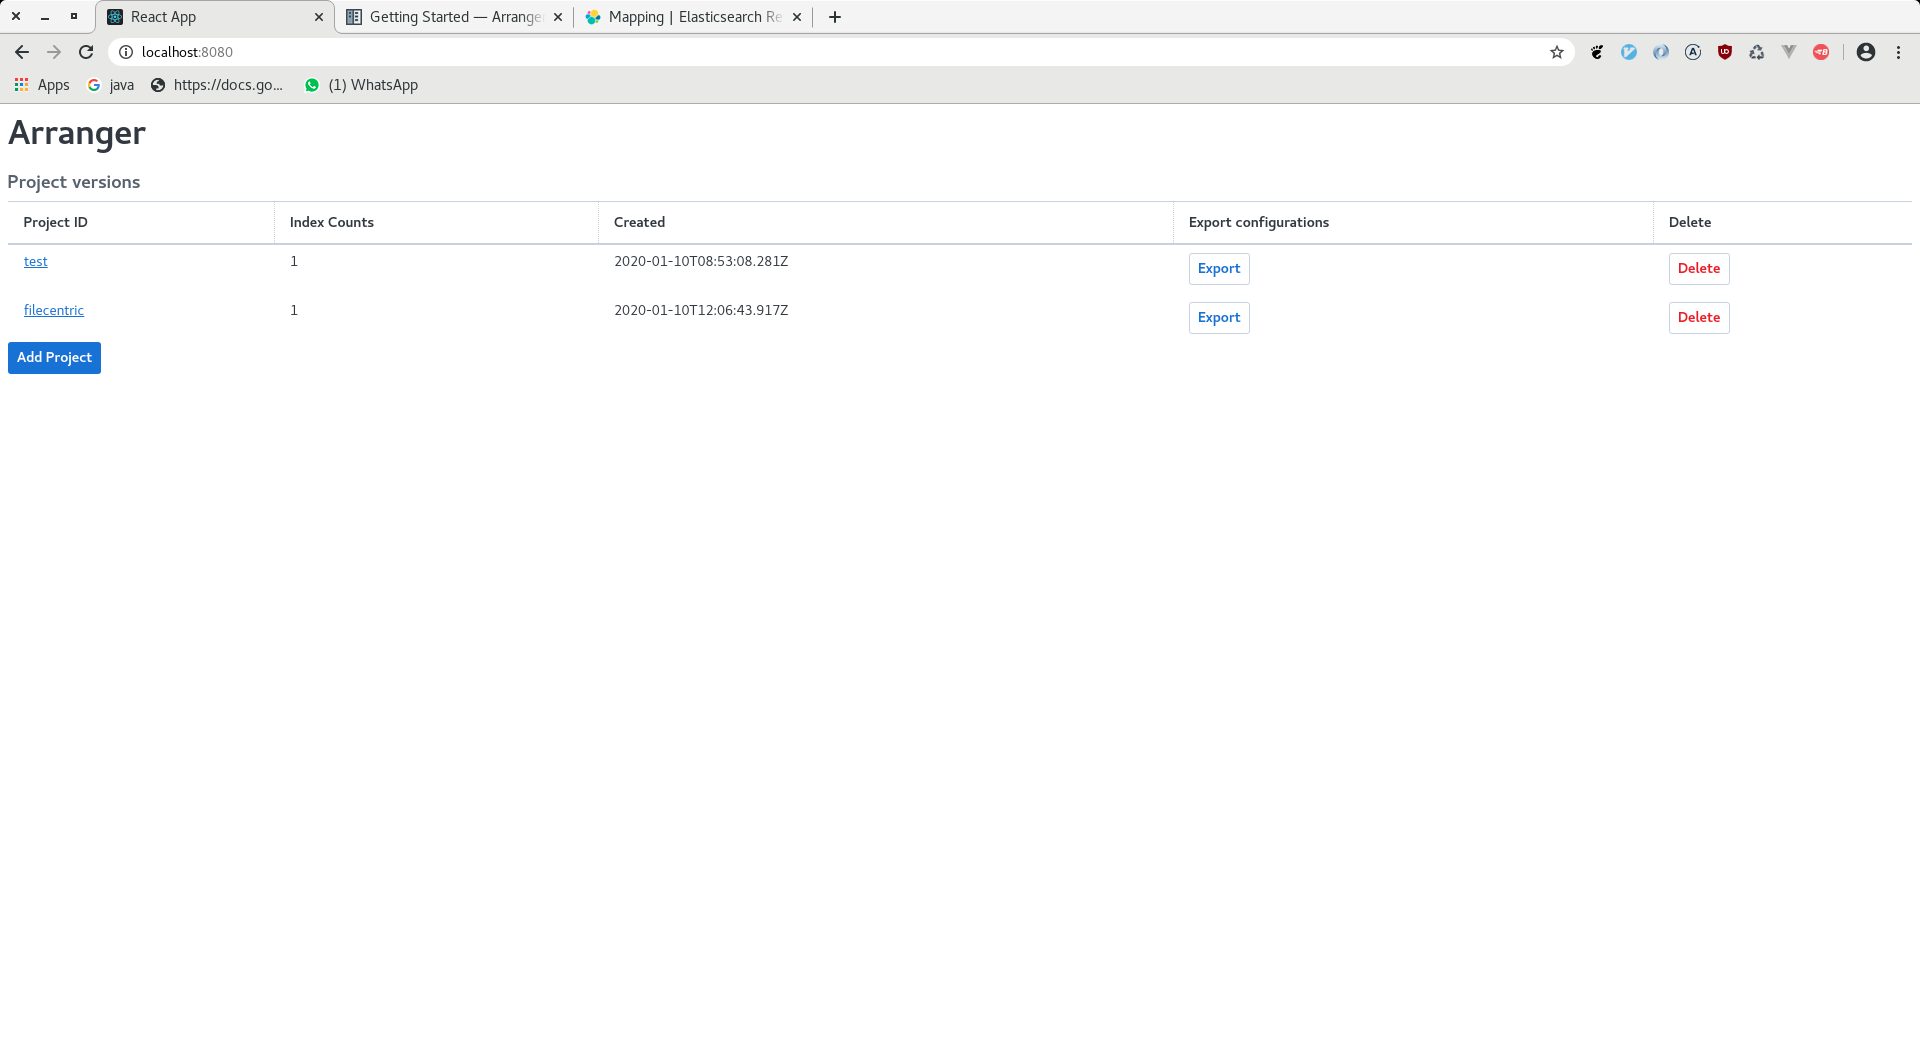 React App
Getting Started — Arrange
Mapping | Elasticsearch Re
localhost:8080
Apps
java
https://docs.go...
(1) WhatsApp
Arranger
Project versions
Project ID Index Counts Created Export configurations Delete
test 1 2020-01-10T08:53:08.281Z Export Delete
filecentric 1 2020-01-10T12:06:43.917Z Export Delete
Add Project